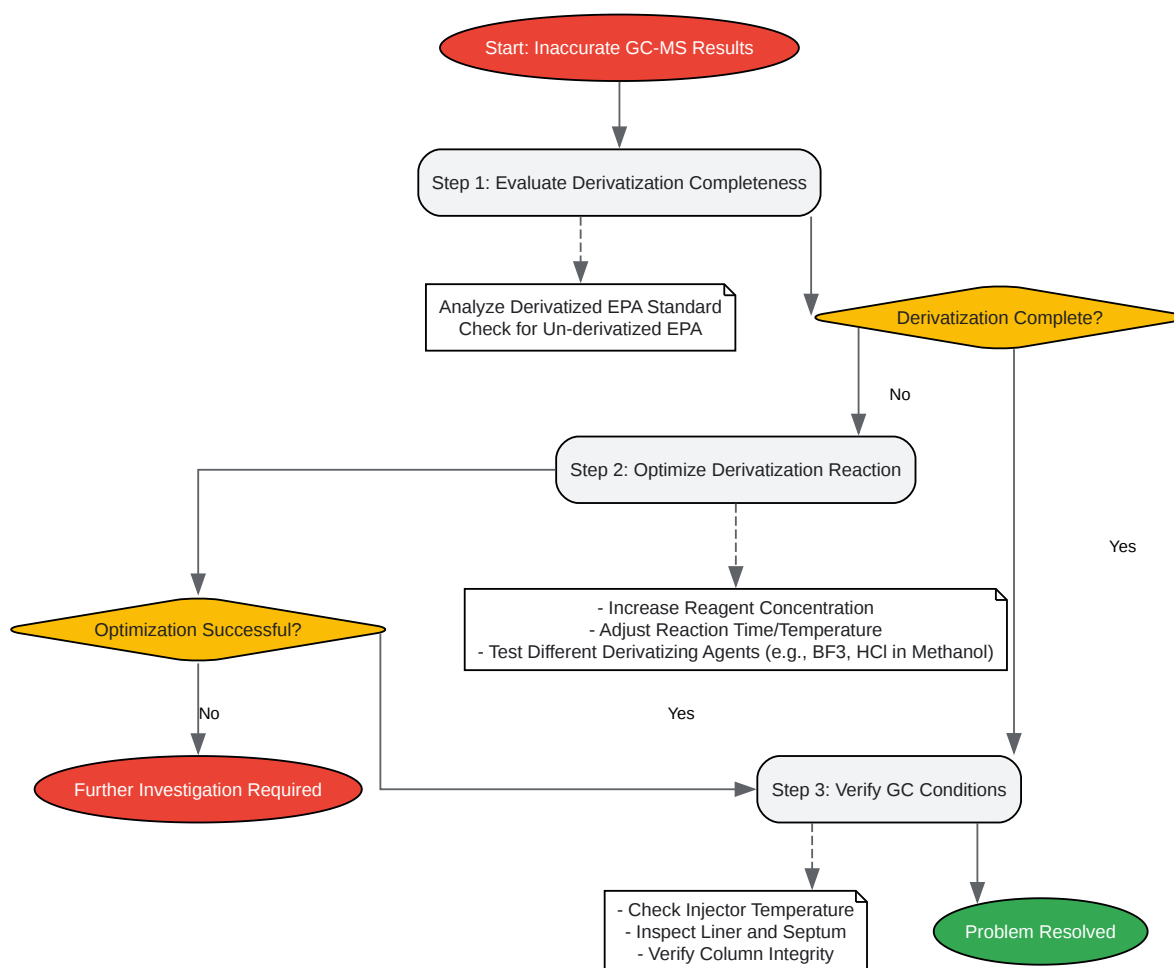 Start: Inaccurate GC-MS Results
Step 1: Evaluate Derivatization Completeness
Analyze Derivatized EPA Standard
Check for Un-derivatized EPA
Derivatization Complete?
No
Step 2: Optimize Derivatization Reaction
Yes
- Increase Reagent Concentration
- Adjust Reaction Time/Temperature
- Test Different Derivatizing Agents (e.g., BF3, HCl in Methanol)
Optimization Successful?
No
Yes
Further Investigation Required
Step 3: Verify GC Conditions
- Check Injector Temperature
- Inspect Liner and Septum
- Verify Column Integrity
Problem Resolved